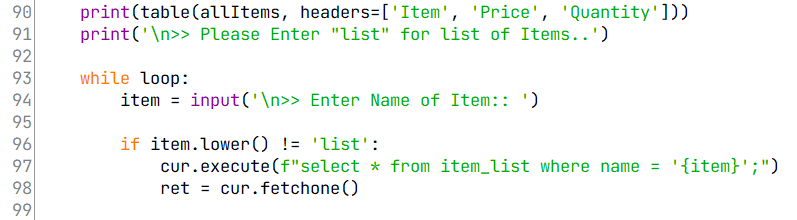 90     print(table(allItems, headers=['Item', 'Price', 'Quantity']))
91     print('\n>> Please Enter "list" for list of Items..')
92
93     while loop:
94         item = input('\n>> Enter Name of Item:: ')
95
96         if item.lower() != 'list':
97             cur.execute(f"select * from item_list where name = '{item}';")
98             ret = cur.fetchone()
99